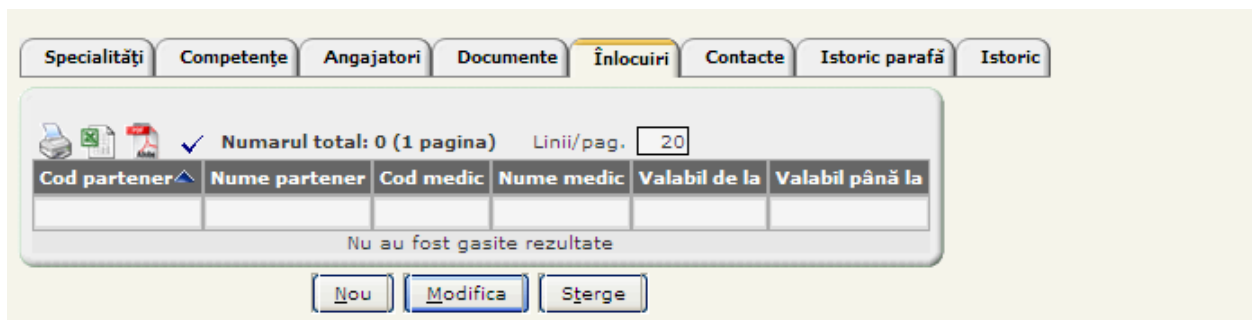 Specialități Competențe Angajatori Documente Înlocuiri Contacte Istoric parafă Istoric
Numarul total: 0 (1 pagina) Linii/pag. 20
Cod partener Nume partener Cod medic Nume medic Valabil de la Valabil până la
Nu au fost gasite rezultate
Nou Modifica Sterge